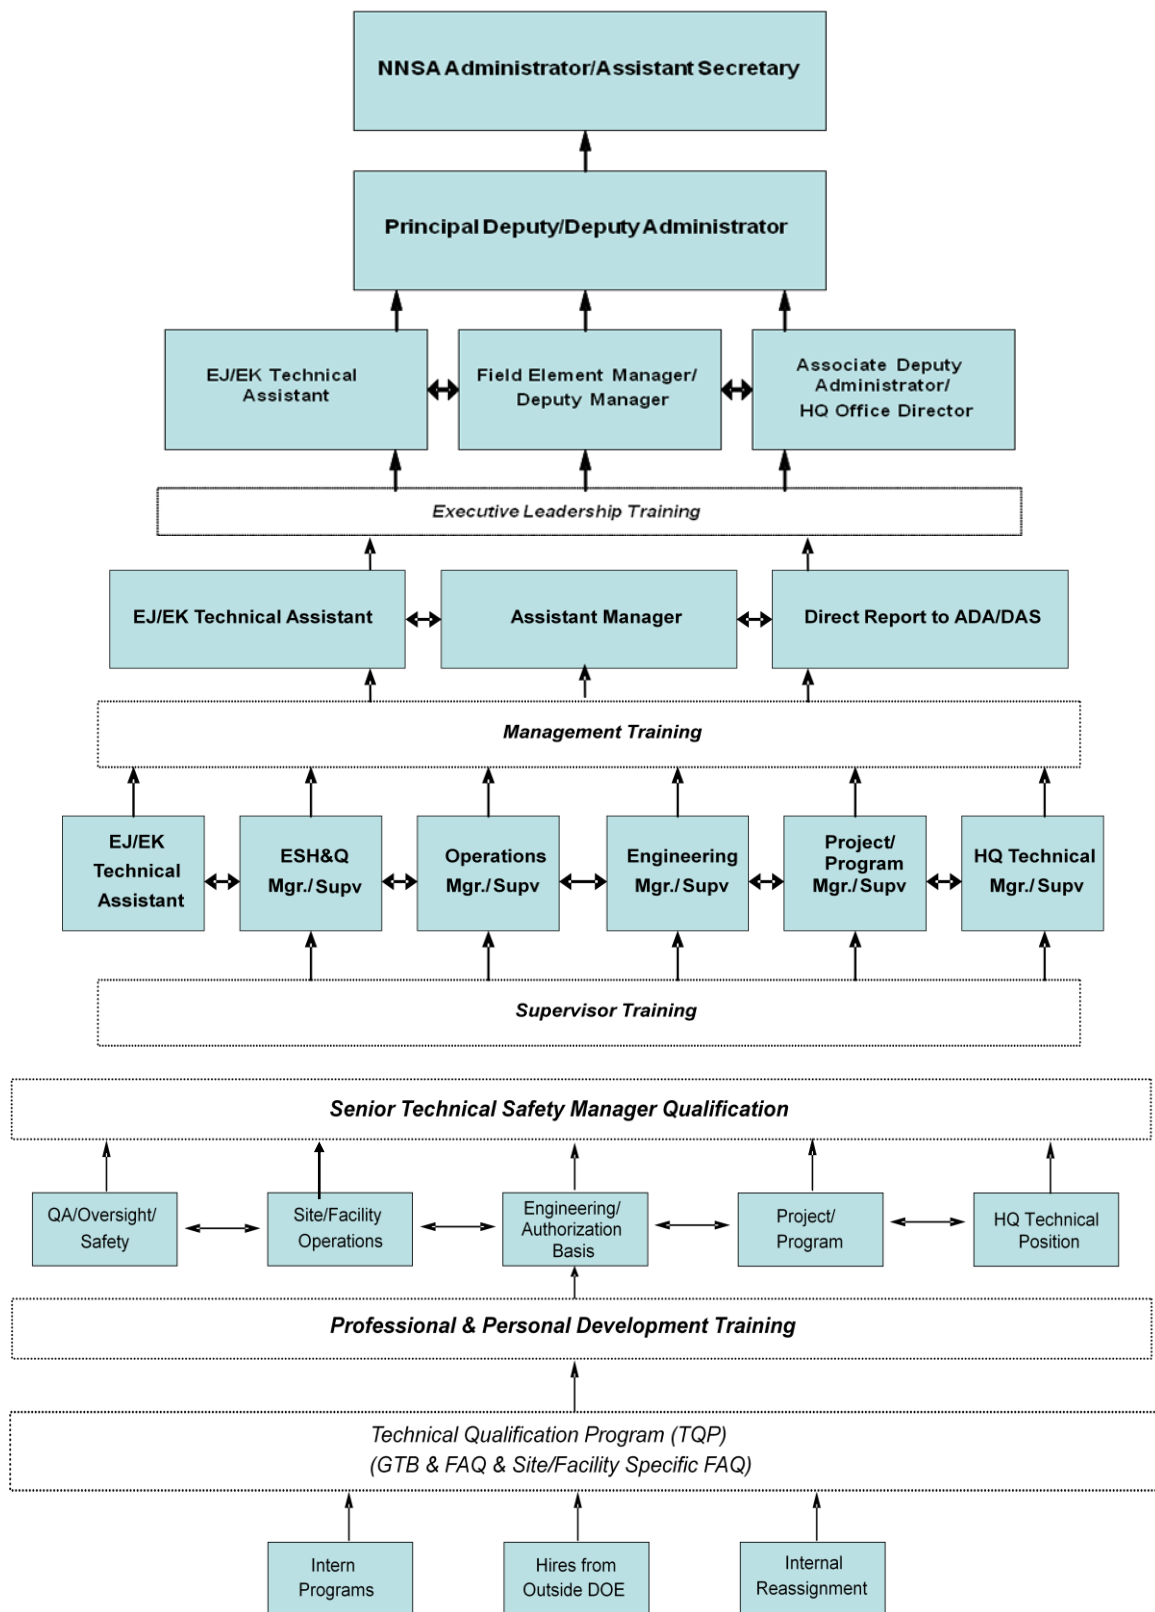 NNSA Administrator/Assistant Secretary
Principal Deputy/Deputy Administrator
EJ/EK Technical
Assistant
Field Element Manager/
Deputy Manager
Associate Deputy
Administrator/
HQ Office Director
Executive Leadership Training
EJ/EK Technical Assistant
Assistant Manager
Direct Report to ADA/DAS
Management Training
EJ/EK
Technical
Assistant
ESH&Q
Mgr./Supv
Operations
Mgr./Supv
Engineering
Mgr./Supv
Project/
Program
Mgr./Supv
HQ Technical
Mgr./Supv
Supervisor Training
Senior Technical Safety Manager Qualification
QA/Oversight/
Safety
Site/Facility
Operations
Engineering/
Authorization
Basis
Project/
Program
HQ Technical
Position
Professional & Personal Development Training
Technical Qualification Program (TQP)
(GTB & FAQ & Site/Facility Specific FAQ)
Intern
Programs
Hires from
Outside DOE
Internal
Reassignment